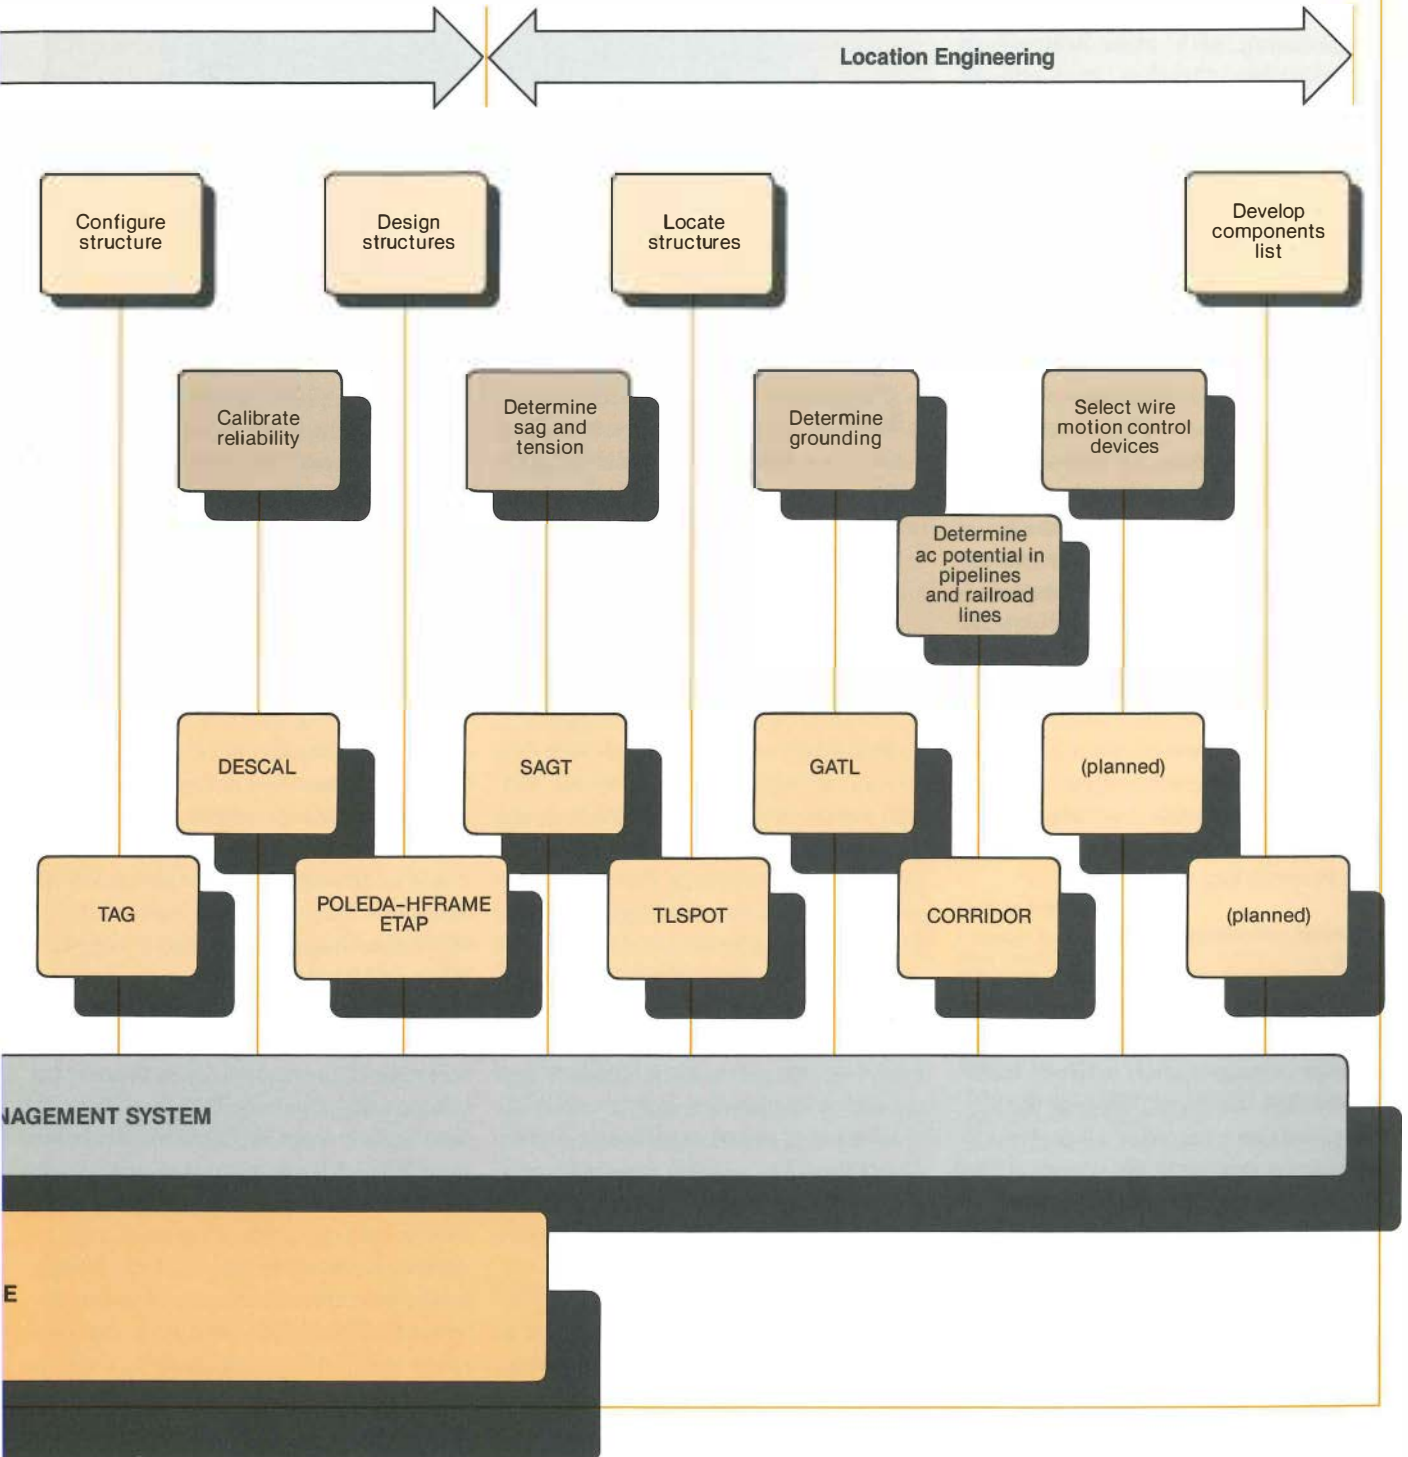 Location Engineering
Configure
structure
Design
structures
Locate
structures
Develop
components
list
Calibrate
reliability
Determine
sag and
tension
Determine
grounding
Select wire
motion control
devices
Determine
ac potential in
pipelines
and railroad
lines
DESCAL
SAGT
GATL
(planned)
TAG
POLEDA-HFRAME
ETAP
TLSPOT
CORRIDOR
(planned)
NAGEMENT SYSTEM
E